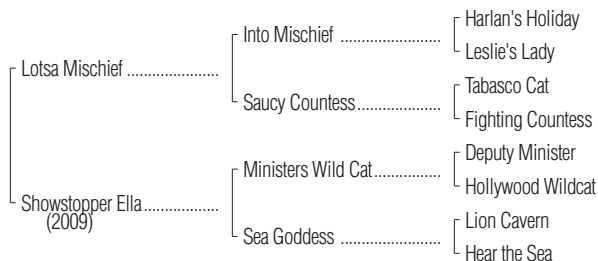 Lotsa Mischief
Showstopper Ella
(2009)
Into Mischief
Saucy Countess
Ministers Wild Cat
Sea Goddess
Harlan's Holiday
Leslie's Lady
Tabasco Cat
Fighting Countess
Deputy Minister
Hollywood Wildcat
Lion Cavern
Hear the Sea